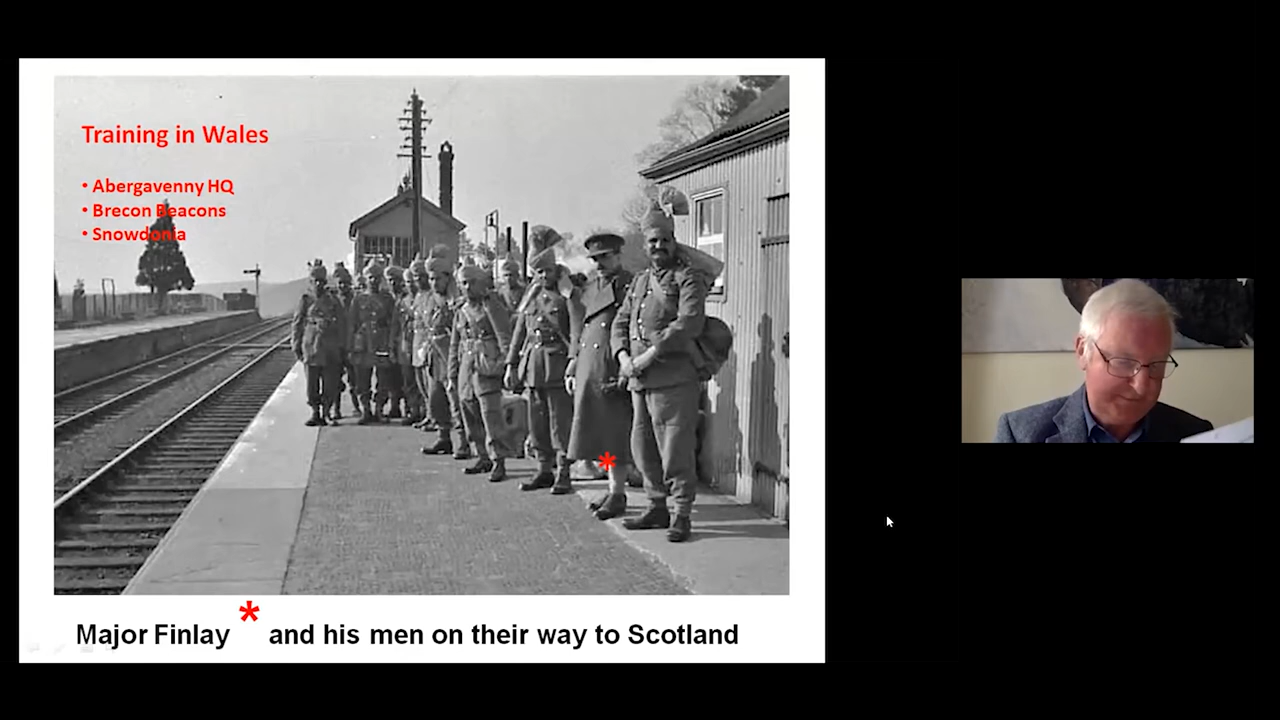 Training in Wales
• Abergavenny HQ
• Brecon Beacons
• Snowdonia
*
Major Finlay * and his men on their way to Scotland